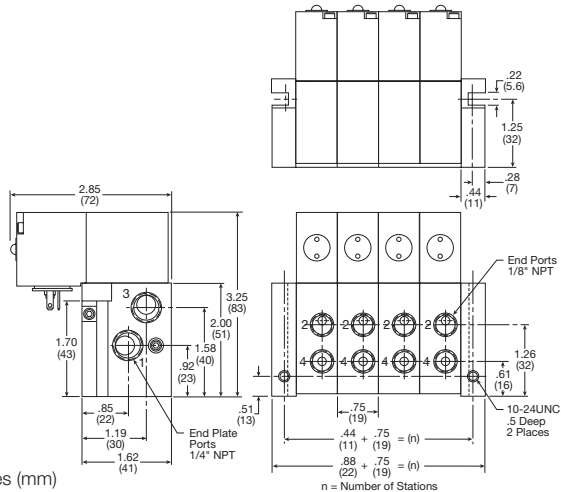 .22
(5.6)
1.25
(32)
.28
(7)
.44
(11)
2.85
(72)
3
1
1.70
(43)
3.25
(83)
2.00
(51)
1.58
(40)
.92
(23)
.85
(22)
1.19
(30)
1.62
(41)
End Plate
Ports
1/4" NPT
End Ports
1/8" NPT
2 2 2 2
4 4 4 4
1.26
(32)
.61
(16)
.51
(13)
.75
(19)
10-24UNC
.5 Deep
2 Places
.44 + .75 = (n)
(11) (19)
.88 + .75 = (n)
(22) (19)
n = Number of Stations
es (mm)